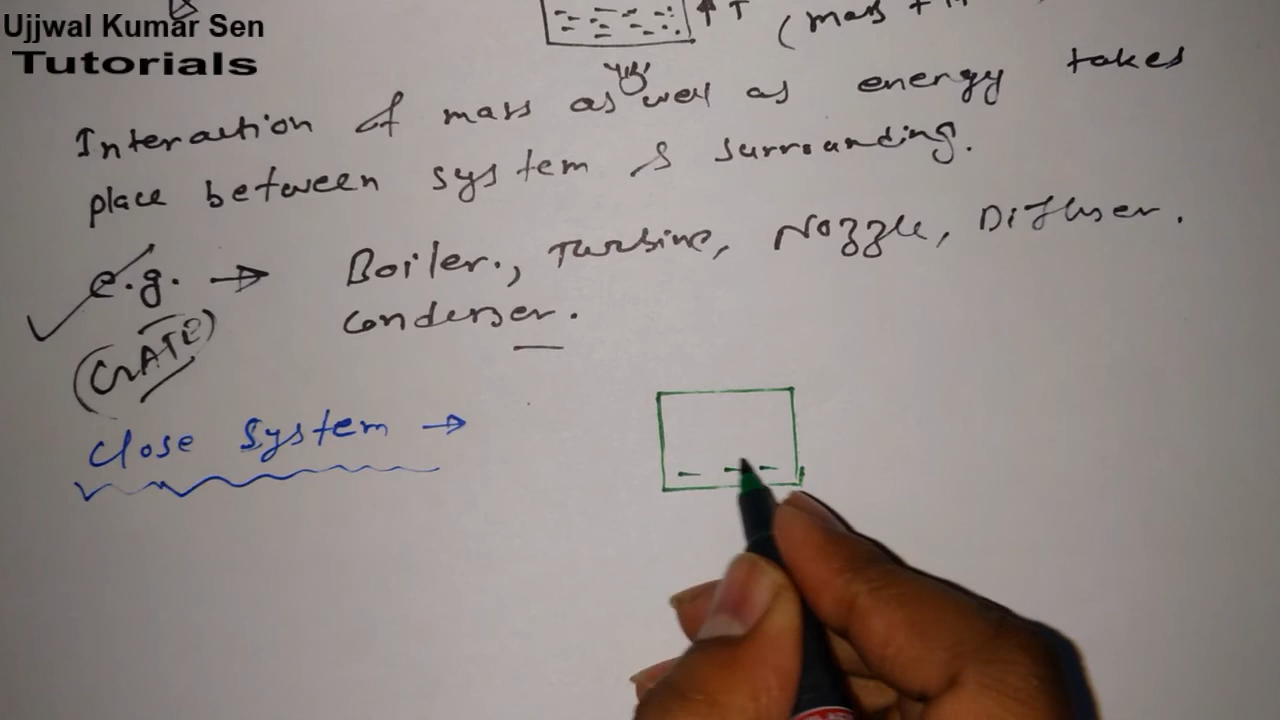 Ujjwal Kumar Sen
Tutorials
T
(mass +
Interaction of mass as well as energy takes
place between system & surrounding.
e.g. → Boiler., Turbine, Nozzle, Diffuser.
condenser.
(GATE)
Close System →